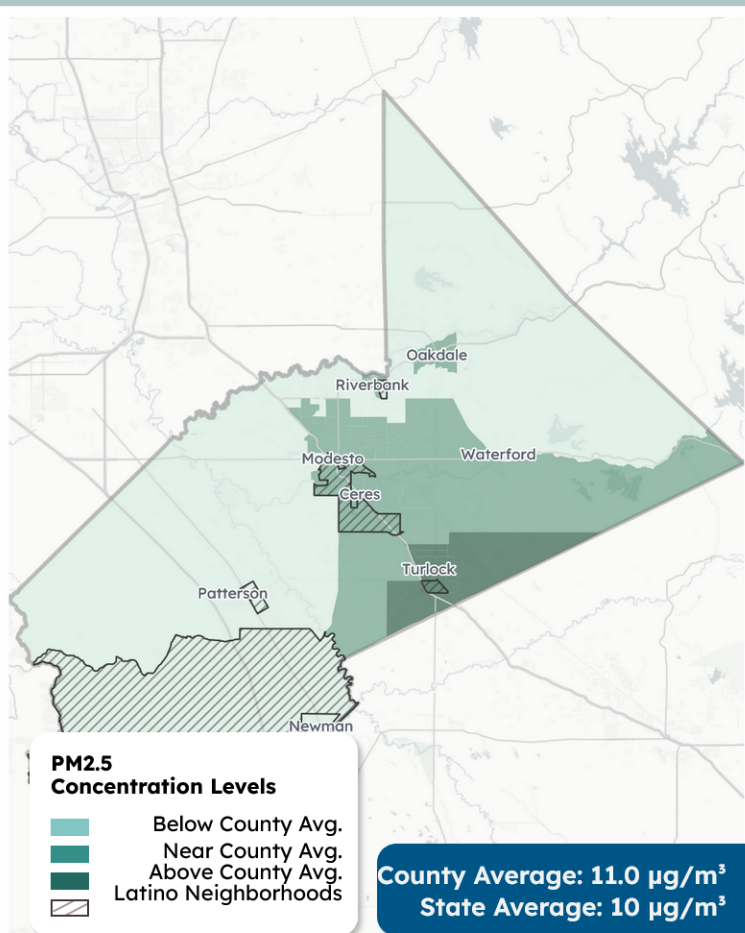 Oakdale
Riverbank
Modesto
Waterford
Ceres
Turlock
Patterson
Newman
PM2.5
Concentration Levels
Below County Avg.
Near County Avg.
Above County Avg.
Latino Neighborhoods
County Average: 11.0 µg/m³
State Average: 10 µg/m³